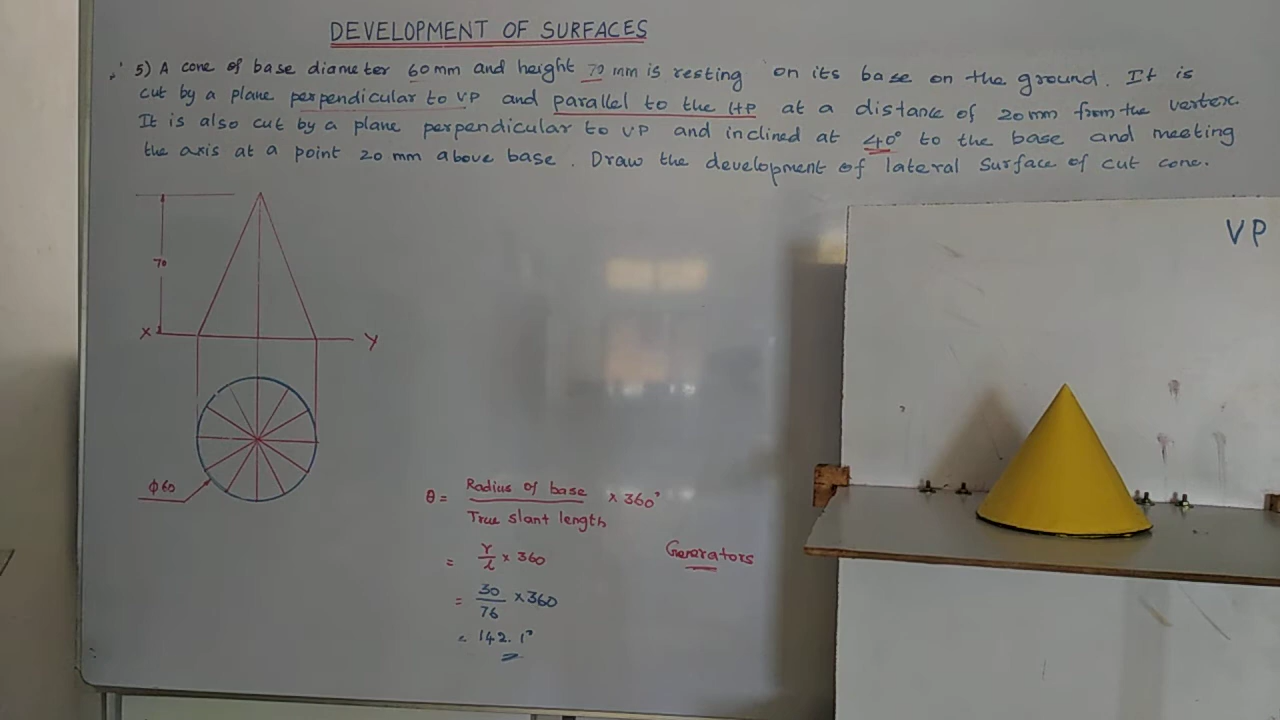 DEVELOPMENT OF SURFACES
5) A cone of base diameter 60mm and height 70 mm is resting on its base on the ground. It is
cut by a plane perpendicular to VP and parallel to the HP at a distance of 20mm from the vertex.
It is also cut by a plane perpendicular to VP and inclined at 40° to the base and meeting
the axis at a point 20 mm above base. Draw the development of lateral surface of cut cone.
VP
70
X
Y
φ60
θ = Radius of base × 360°
True slant length
= r/l × 360
Generators
= 30/76 × 360
= 142.1°